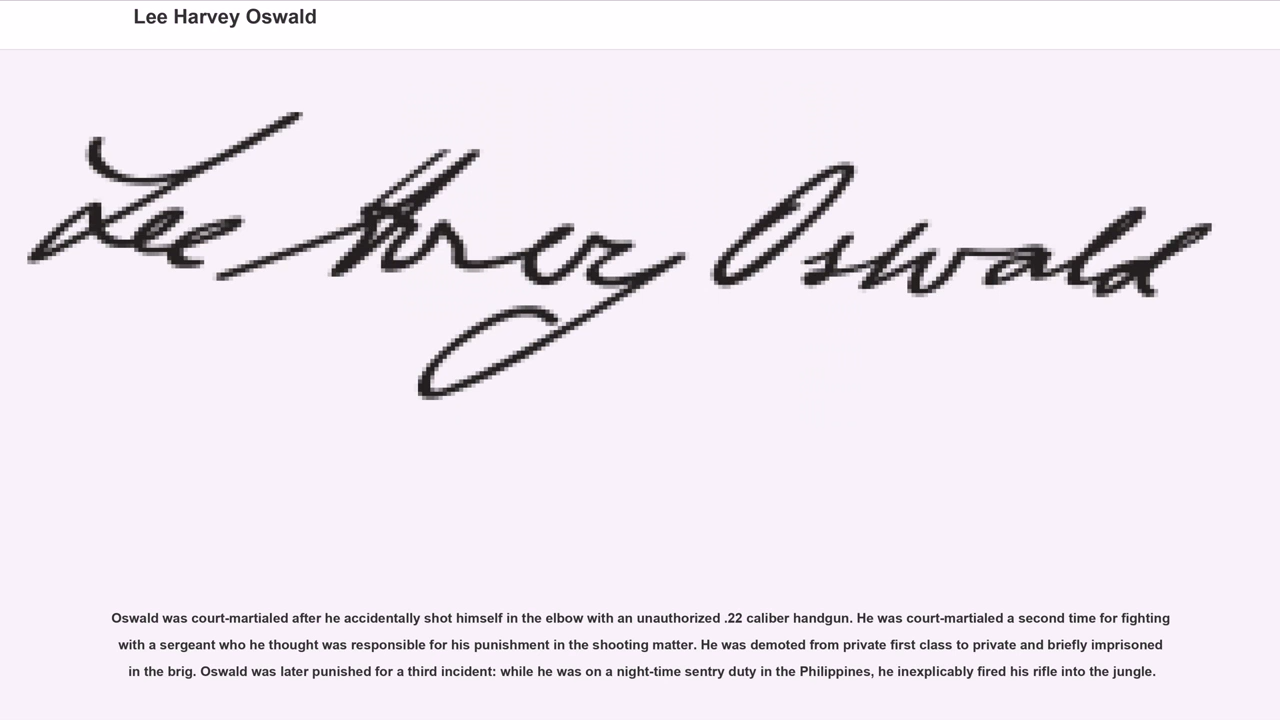 Lee Harvey Oswald
Lee Harvey Oswald
Oswald was court-martialed after he accidentally shot himself in the elbow with an unauthorized .22 caliber handgun. He was court-martialed a second time for fighting
with a sergeant who he thought was responsible for his punishment in the shooting matter. He was demoted from private first class to private and briefly imprisoned
in the brig. Oswald was later punished for a third incident: while he was on a night-time sentry duty in the Philippines, he inexplicably fired his rifle into the jungle.